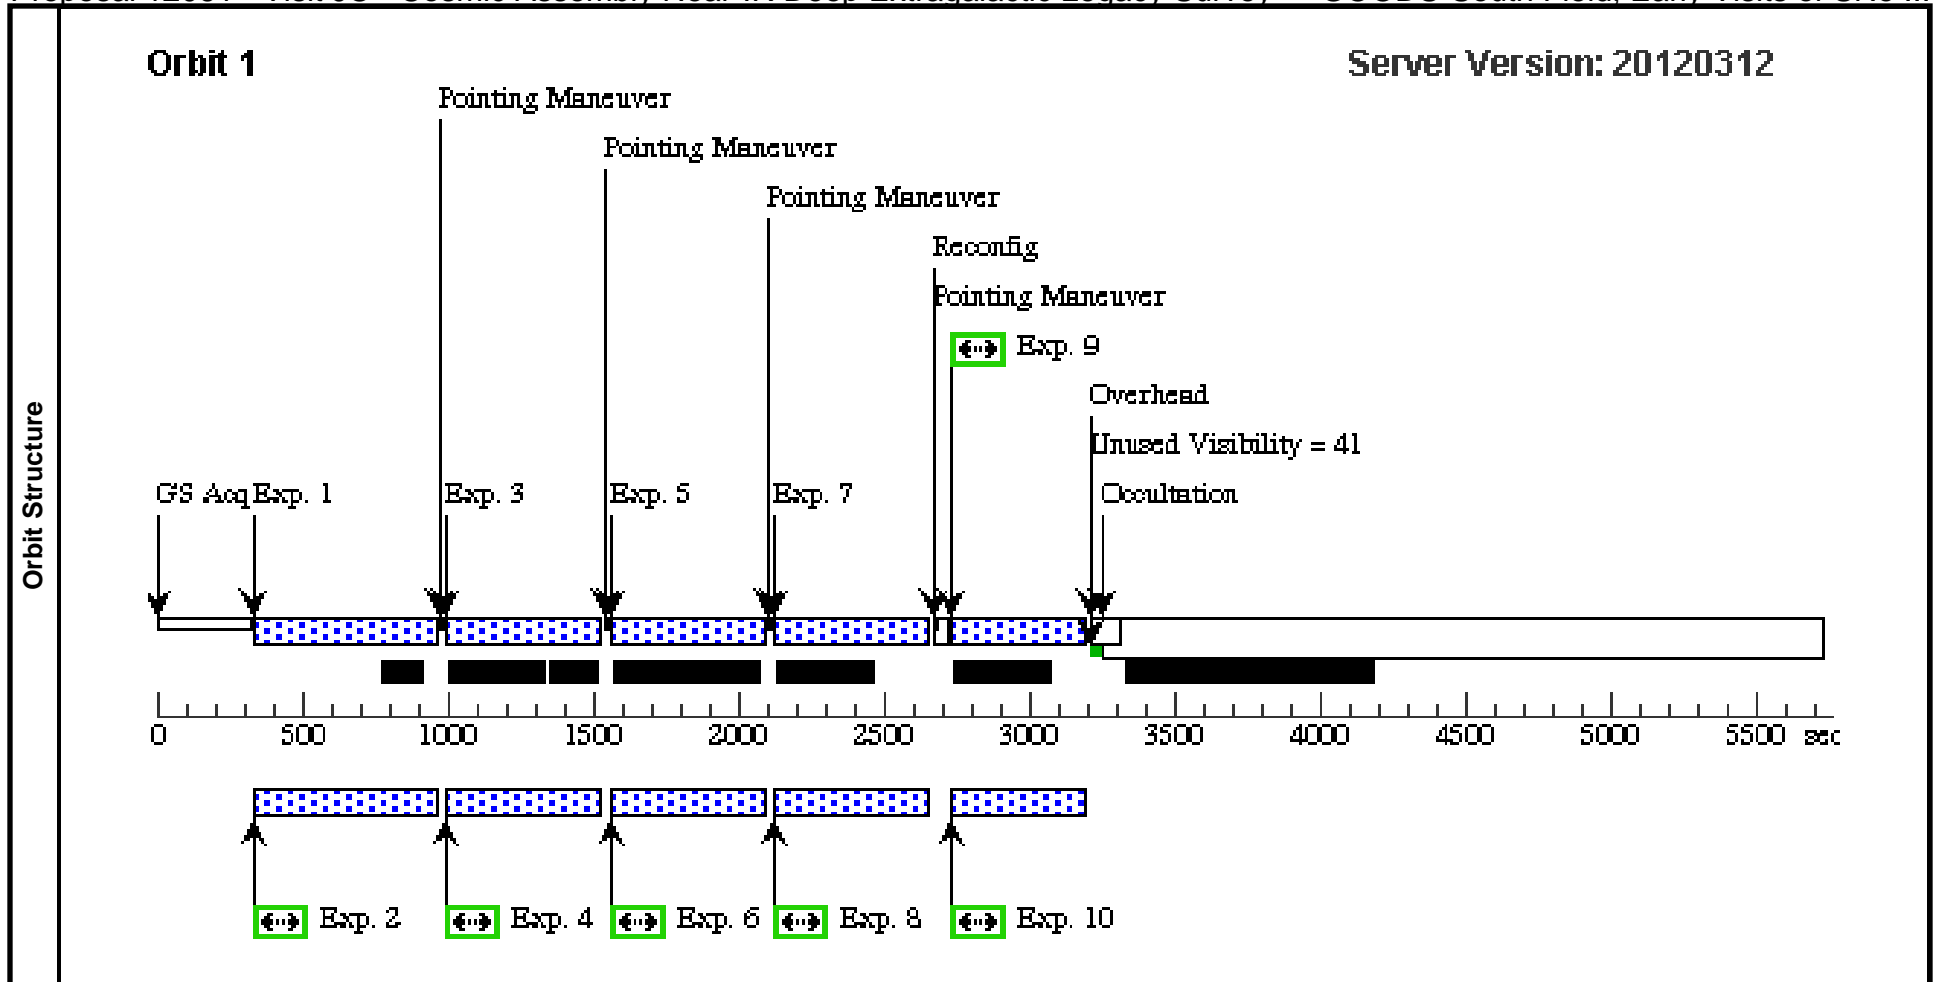 Orbit 1
Server Version: 20120312
Pointing Maneuver
Pointing Maneuver
Pointing Maneuver
Reconfig
Pointing Maneuver
Exp. 9
Overhead
Unused Visibility = 41
GS Acq Exp. 1 Exp. 3 Exp. 5 Exp. 7 Occultation
Orbit Structure
0 500 1000 1500 2000 2500 3000 3500 4000 4500 5000 5500 sec
Exp. 2 Exp. 4 Exp. 6 Exp. 8 Exp. 10